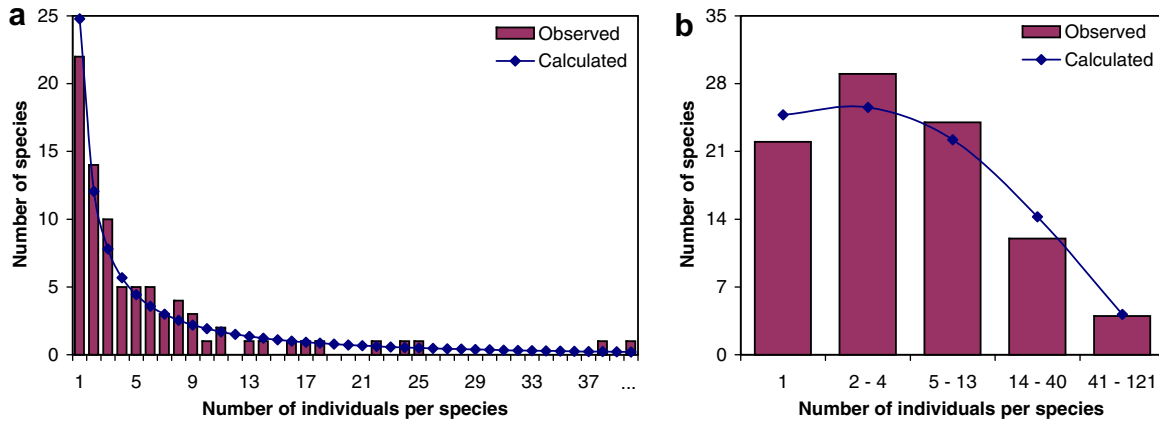 a
25
20
15
10
5
0
Number of species
Observed
Calculated
1 5 9 13 17 21 25 29 33 37 ...
Number of individuals per species
b
35
28
21
14
7
0
Number of species
Observed
Calculated
1 2 - 4 5 - 13 14 - 40 41 - 121
Number of individuals per species